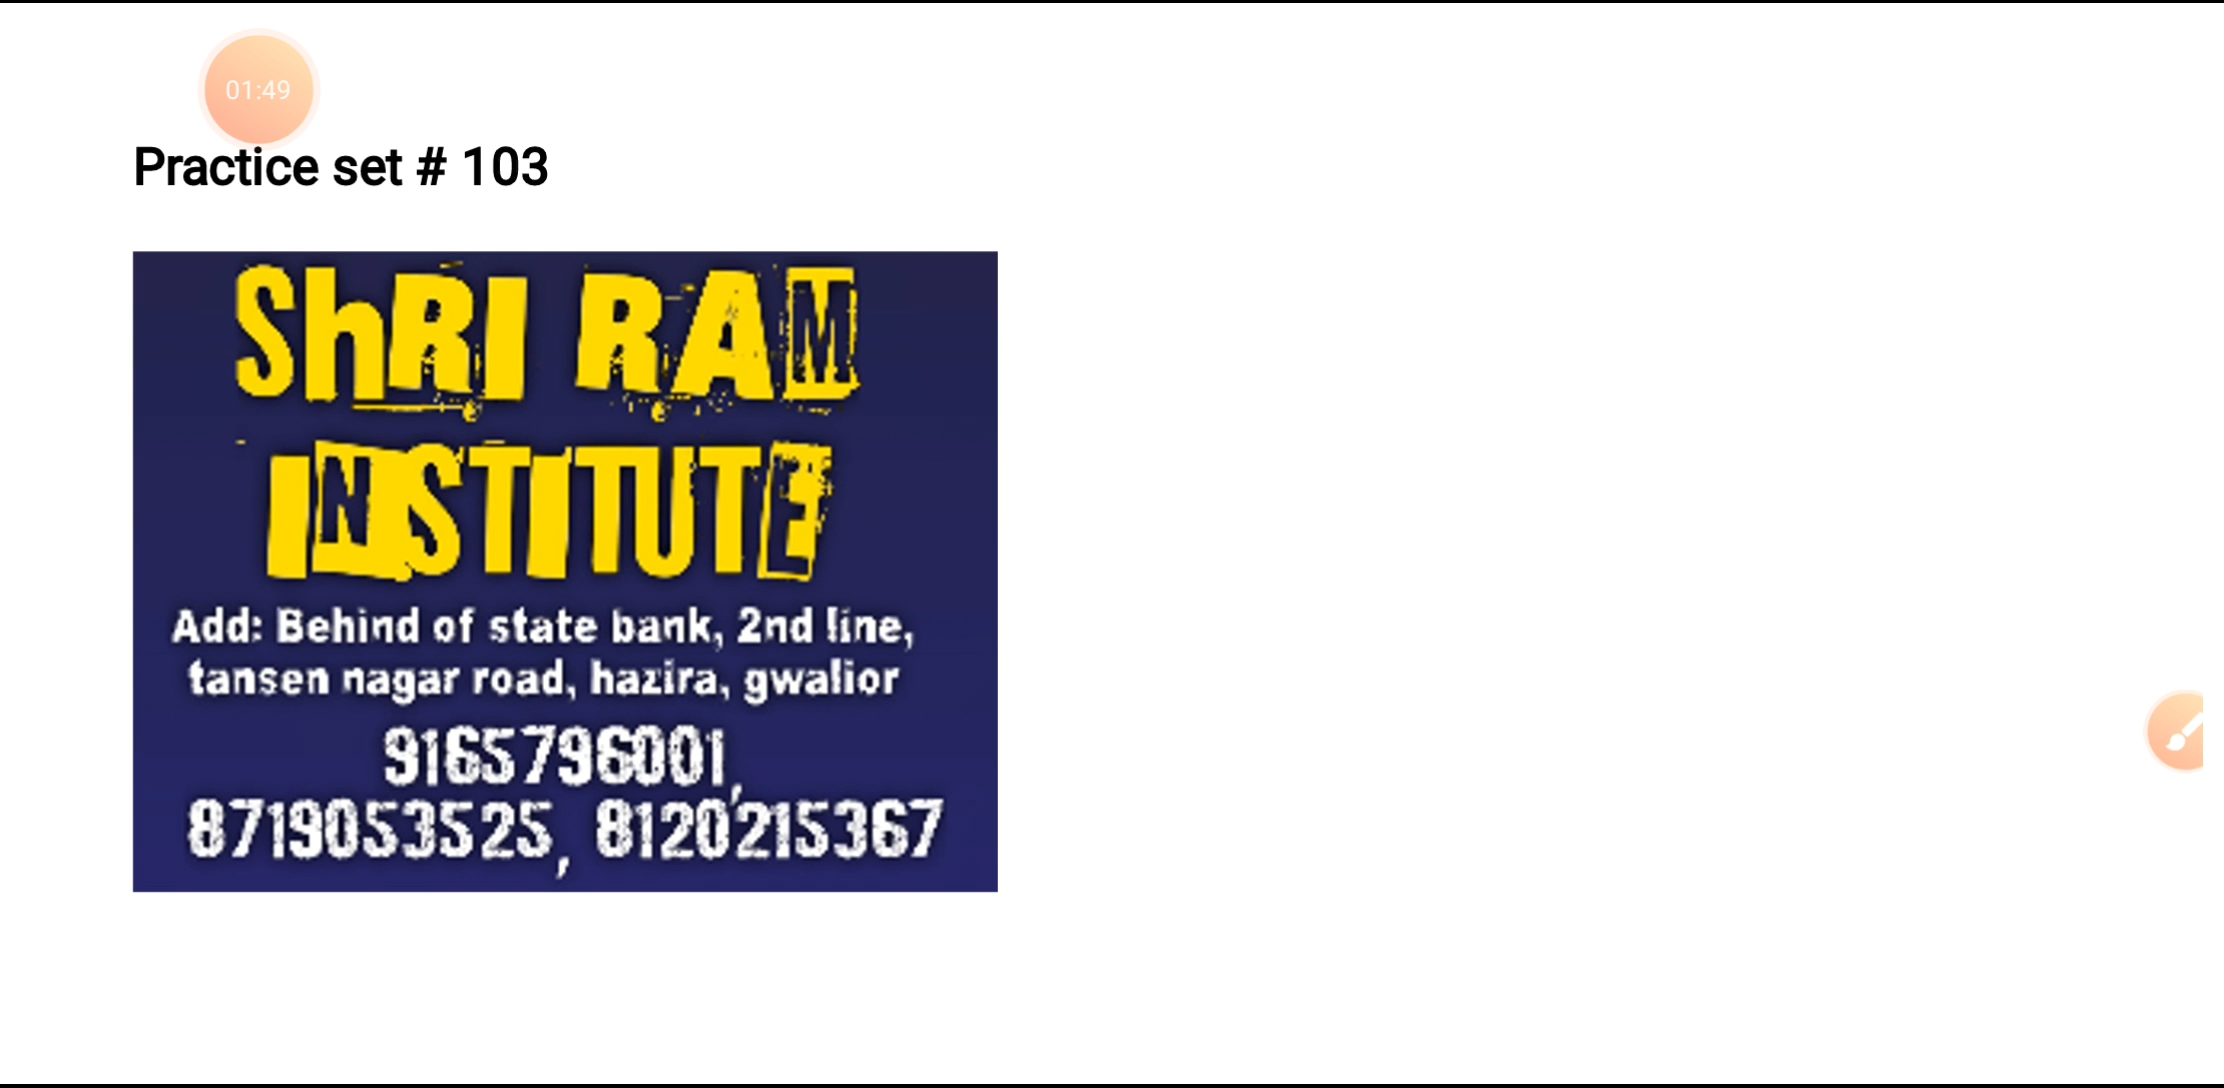 01:49
Practice set # 103
ShRI RAM
INSTITUTE
Add: Behind of state bank, 2nd line,
tansen nagar road, hazira, gwalior
9165796001,
8719053525, 8120215367